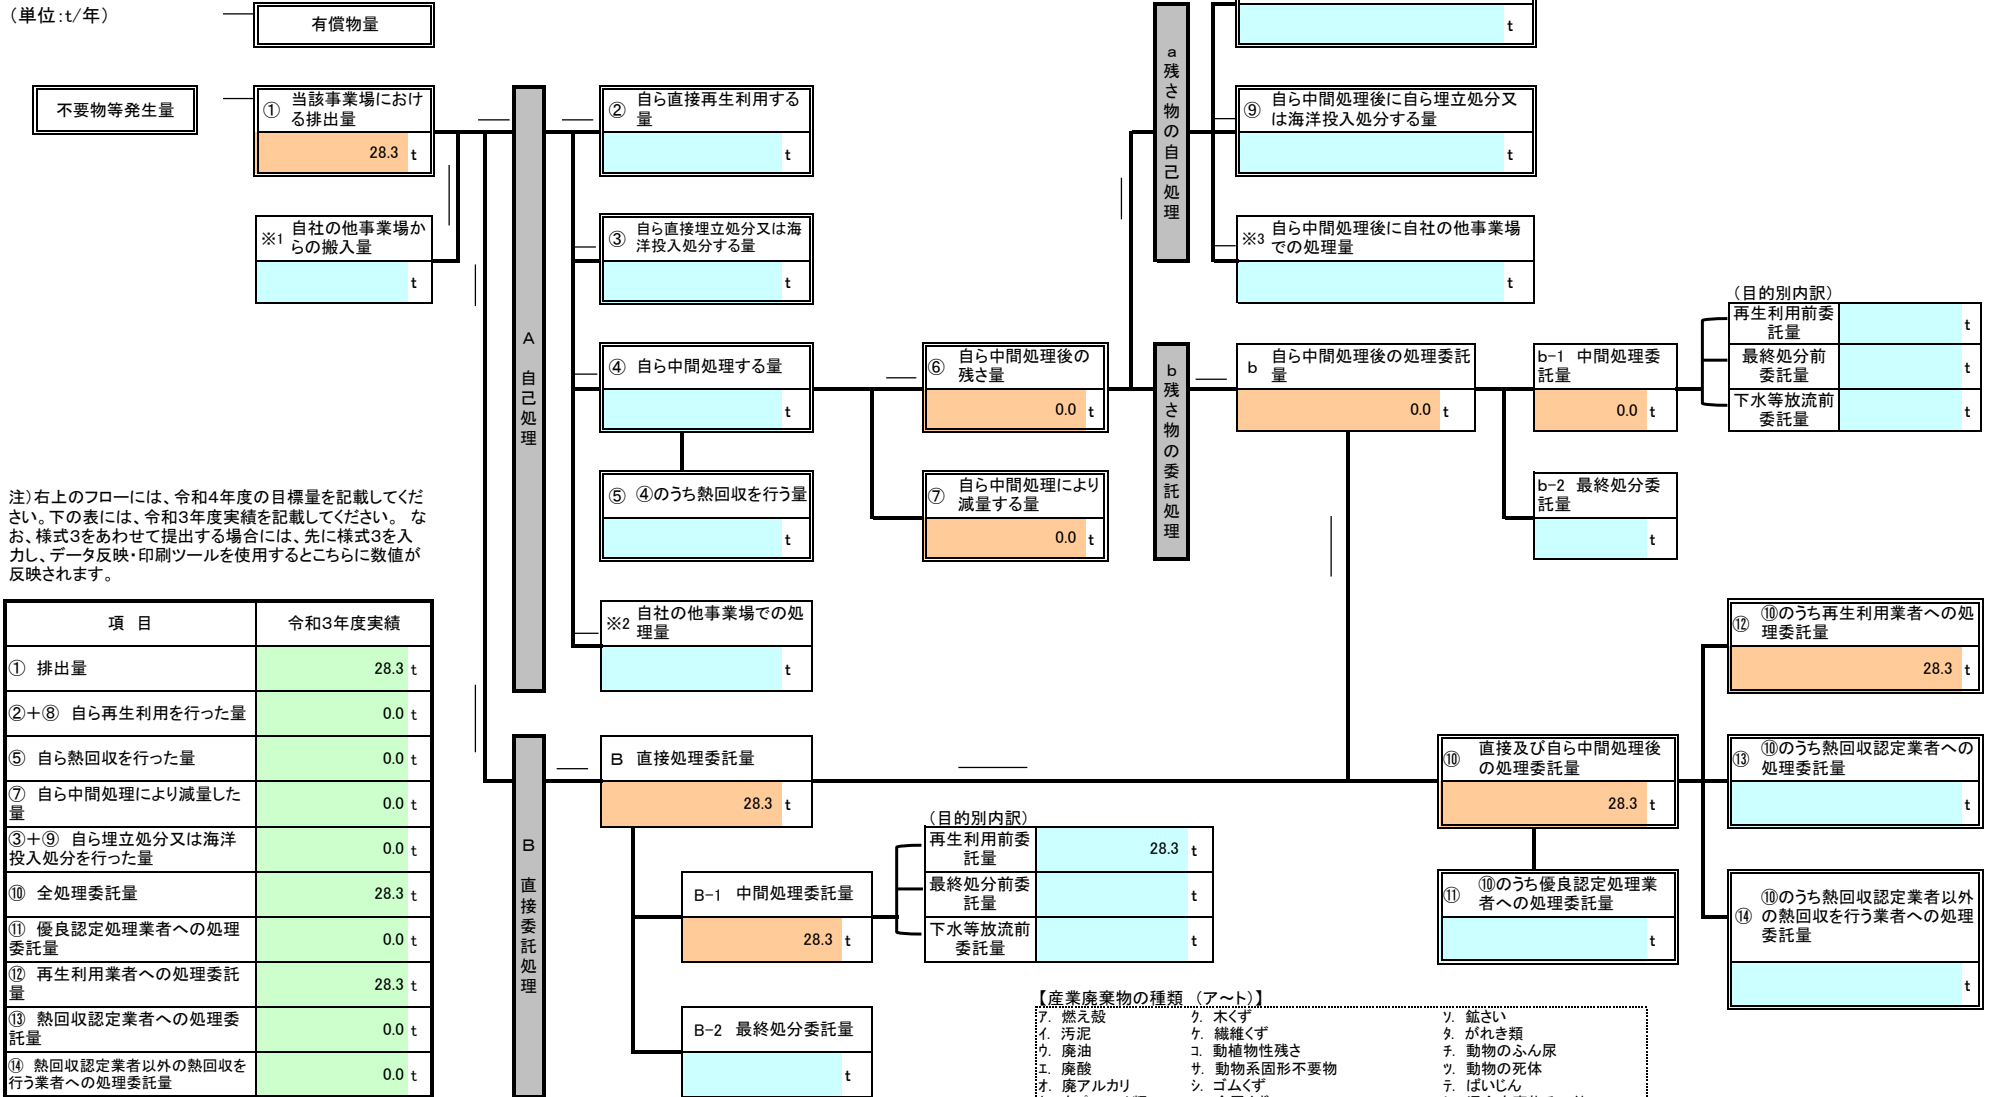 （単位:t/年）
有償物量
不要物等発生量
① 当該事業場におけ
る排出量
28.3 t
※1 自社の他事業場か
らの搬入量
t
A 自己処理
② 自ら直接再生利用する
量
t
③ 自ら直接埋立処分又は海
洋投入処分する量
t
④ 自ら中間処理する量
t
⑤ ④のうち熱回収を行う量
t
※2 自社の他事業場での処
理量
t
⑥ 自ら中間処理後の
残さ量
0.0 t
⑦ 自ら中間処理により
減量する量
0.0 t
a 残さ物の自己処理
t
⑨ 自ら中間処理後に自ら埋立処分又
は海洋投入処分する量
t
※3 自ら中間処理後に自社の他事業場
での処理量
t
b 残さ物の委託処理
b 自ら中間処理後の処理委託
量
0.0 t
b-1 中間処理委
託量
0.0 t
b-2 最終処分委
託量
t
（目的別内訳）
再生利用前委
託量
t
最終処分前
委託量
t
下水等放流前
委託量
t
注）右上のフローには、令和4年度の目標量を記載してくだ
さい。下の表には、令和3年度実績を記載してください。 な
お、様式3をあわせて提出する場合には、先に様式3を入
力し、データ反映・印刷ツールを使用するとこちらに数値が
反映されます。
項 目 令和3年度実績
① 排出量 28.3 t
②＋⑧ 自ら再生利用を行った量 0.0 t
⑤ 自ら熱回収を行った量 0.0 t
⑦ 自ら中間処理により減量した
量 0.0 t
③＋⑨ 自ら埋立処分又は海洋
投入処分を行った量 0.0 t
⑩ 全処理委託量 28.3 t
⑪ 優良認定処理業者への処理
委託量 0.0 t
⑫ 再生利用業者への処理委託
量 28.3 t
⑬ 熱回収認定業者への処理委
託量 0.0 t
⑭ 熱回収認定業者以外の熱回収を
行う業者への処理委託量 0.0 t
B 直接委託処理
B 直接処理委託量
28.3 t
B-1 中間処理委託量
28.3 t
B-2 最終処分委託量
t
（目的別内訳）
再生利用前委
託量
28.3 t
最終処分前委
託量
t
下水等放流前
委託量
t
⑩ 直接及び自ら中間処理後
の処理委託量
28.3 t
⑪ ⑩のうち優良認定処理業
者への処理委託量
t
⑫ ⑩のうち再生利用業者への処
理委託量
28.3 t
⑬ ⑩のうち熱回収認定業者への
処理委託量
t
⑭ ⑩のうち熱回収認定業者以外
の熱回収を行う業者への処理
委託量
t
【産業廃棄物の種類 （ア～ト）】
ア. 燃え殻 ク. 木くず ソ. 鉱さい
イ. 汚泥 ケ. 繊維くず タ. がれき類
ウ. 廃油 コ. 動植物性残さ チ. 動物のふん尿
エ. 廃酸 サ. 動物系固形不要物 ツ. 動物の死体
オ. 廃アルカリ シ. ゴムくず テ. ばいじん